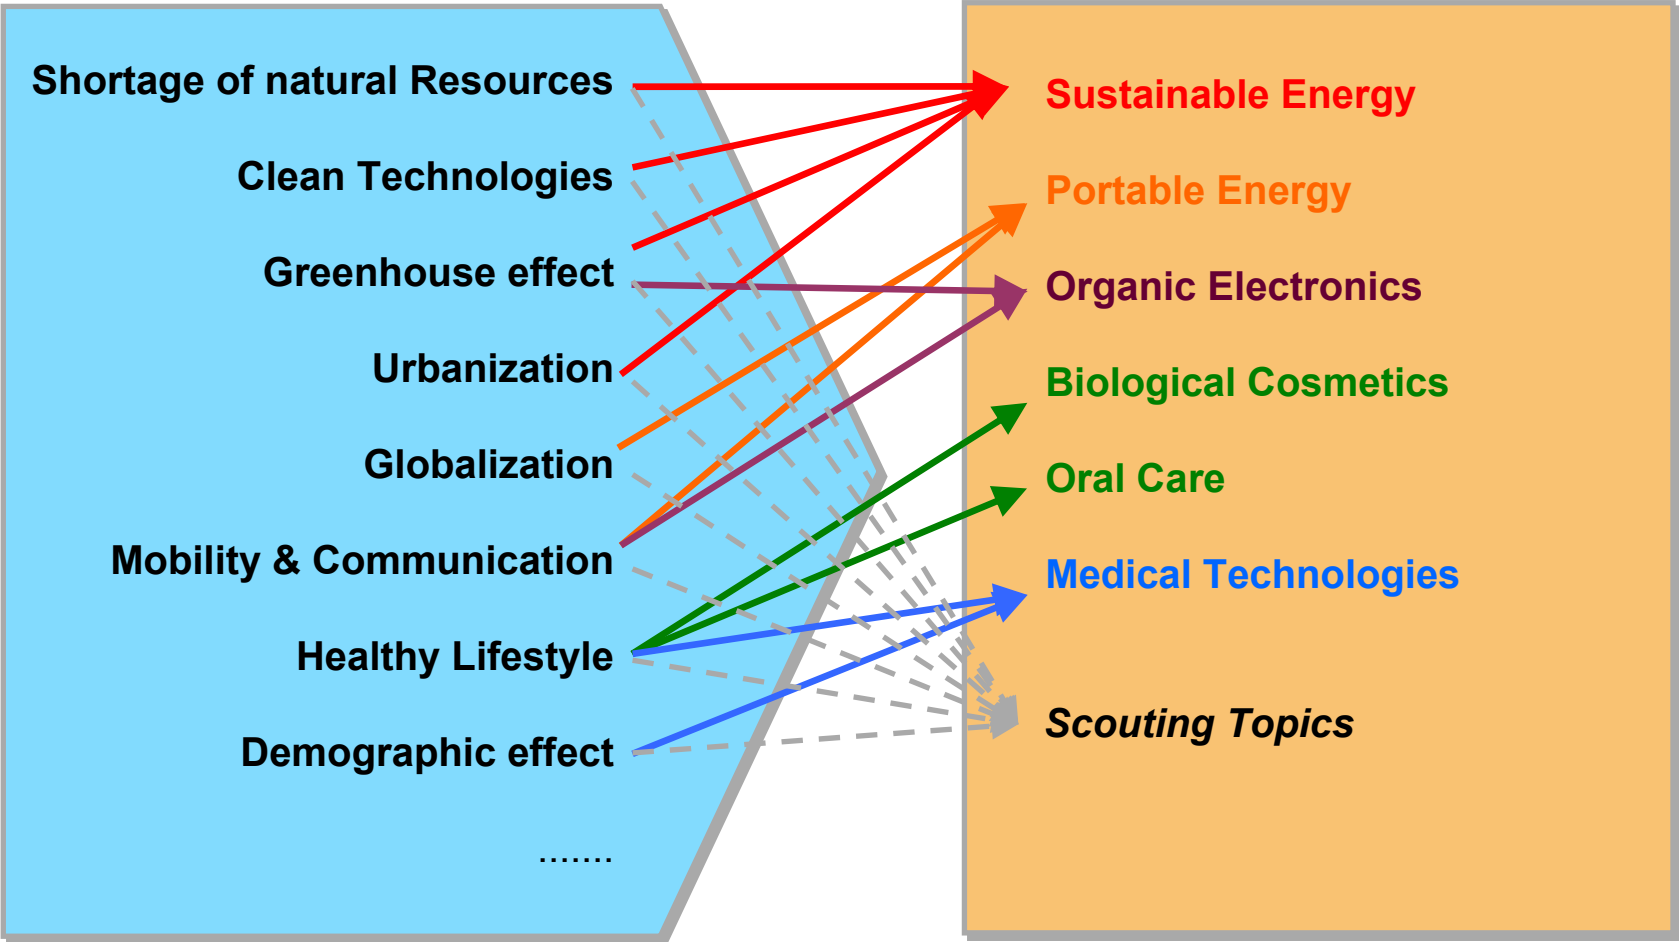 Shortage of natural Resources
Clean Technologies
Greenhouse effect
Urbanization
Globalization
Mobility & Communication
Healthy Lifestyle
Demographic effect
.......
Sustainable Energy
Portable Energy
Organic Electronics
Biological Cosmetics
Oral Care
Medical Technologies
Scouting Topics